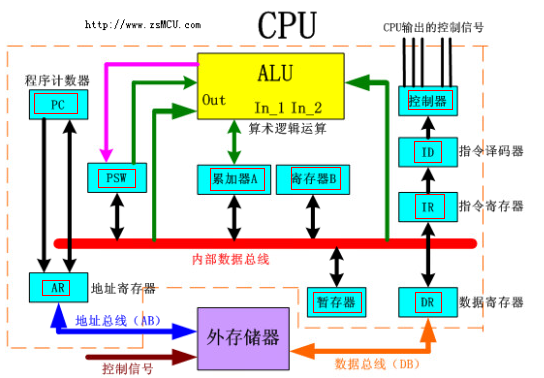 http://www.zsMCU.com
CPU
CPU输出的控制信号
程序计数器
PC
ALU
Out
In_1 In_2
算术逻辑运算
控制器
ID
指令译码器
PSW
累加器A
寄存器B
IR
指令寄存器
内部数据总线
AR
地址寄存器
暂存器
DR
数据寄存器
地址总线（AB）
外存储器
控制信号
数据总线（DB）